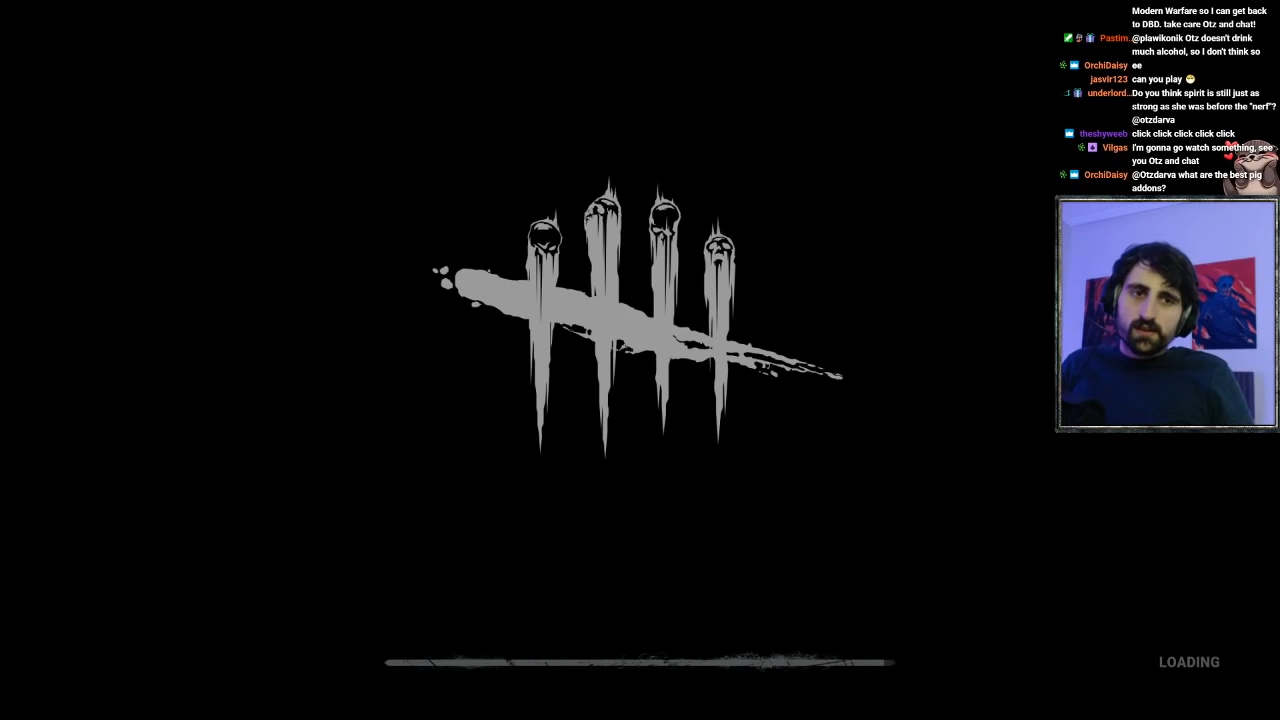 Modern Warfare so I can get back
to DBD. take care Otz and chat!
Pastim.. @plawikonik Otz doesn't drink
much alcohol, so I don't think so
OrchiDaisy ee
jasvir123 can you play
underlord... Do you think spirit is still just as
strong as she was before the "nerf"?
@otzdarva
theshyweeb click click click click click
Vilgas I'm gonna go watch something, see
you Otz and chat
OrchiDaisy @Otzdarva what are the best pig
addons?
LOADING